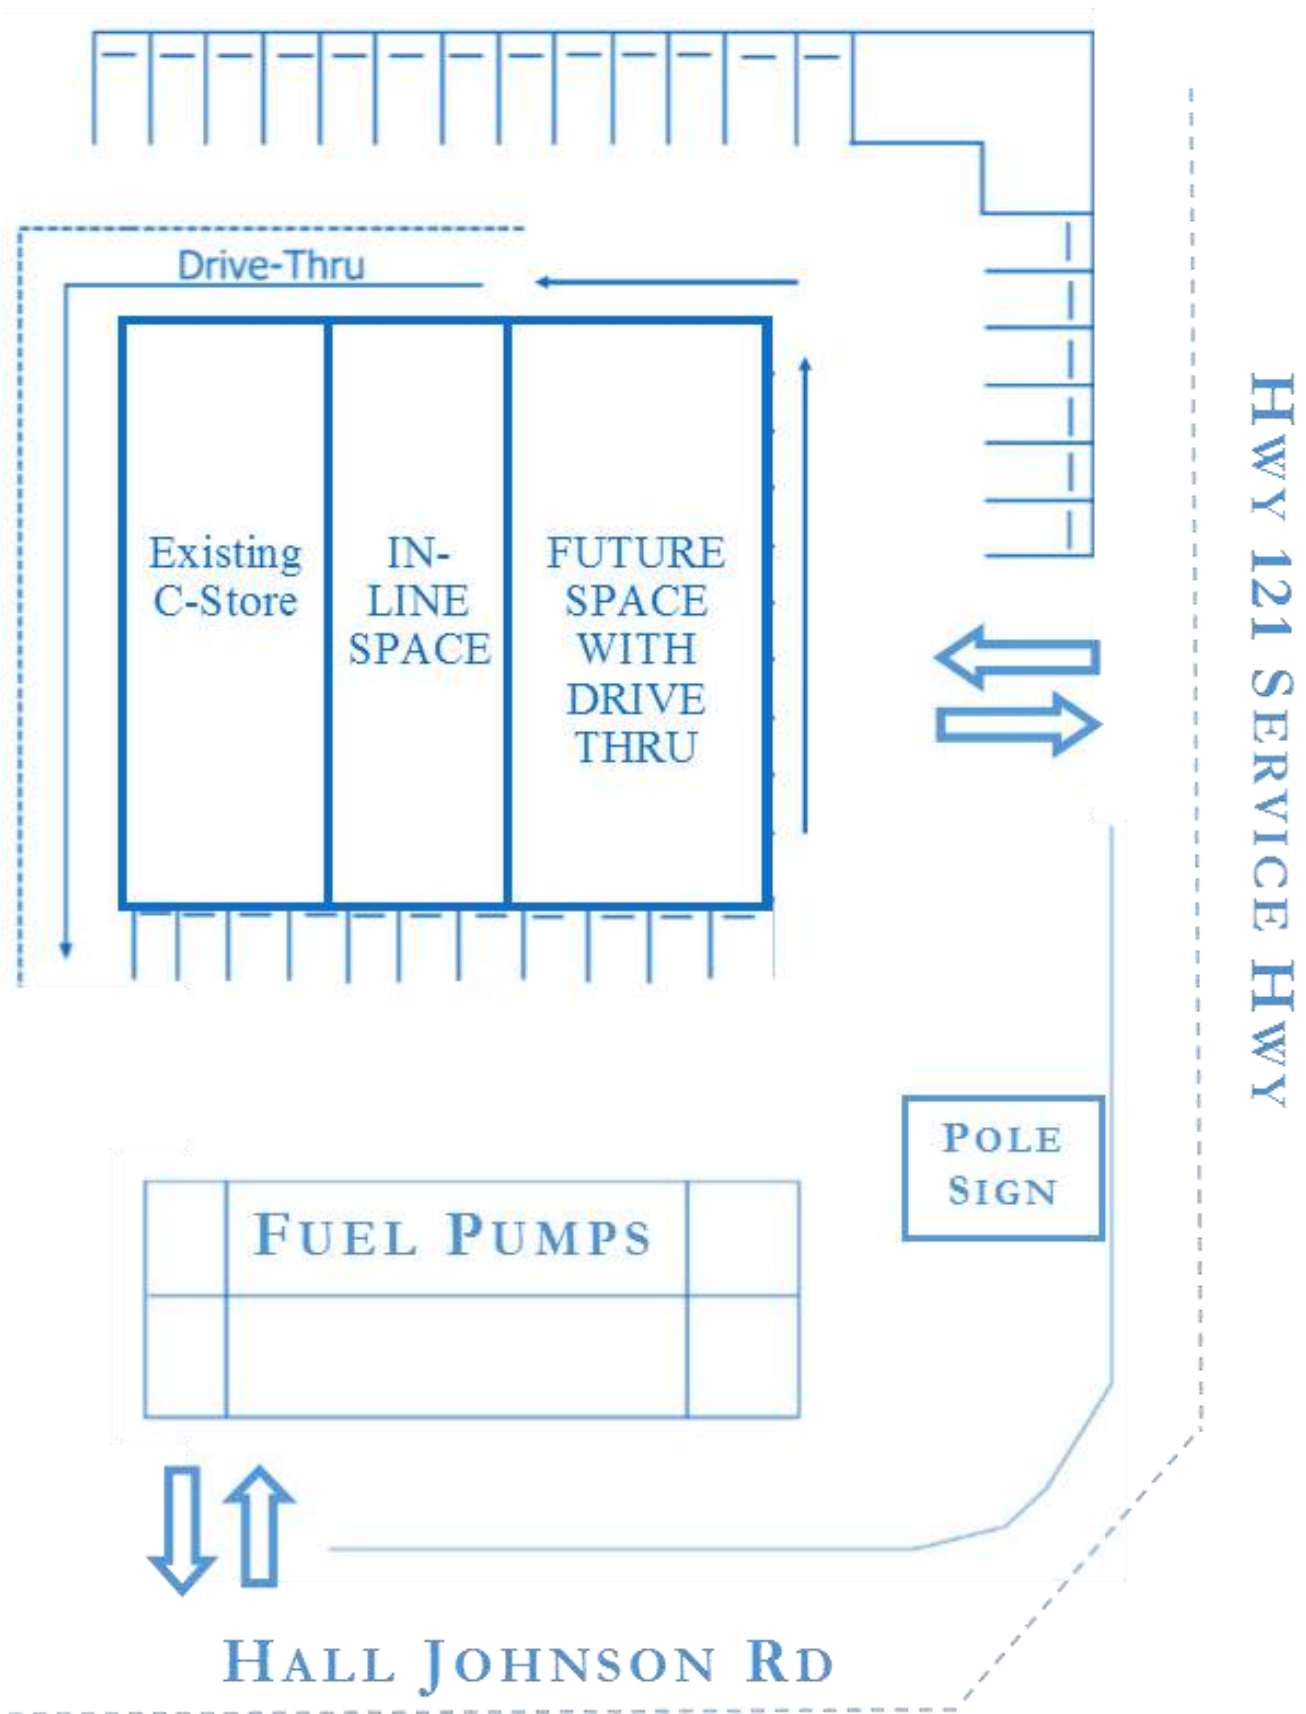 Drive-Thru
Existing
C-Store
IN-
LINE
SPACE
FUTURE
SPACE
WITH
DRIVE
THRU
HWY 121 SERVICE HWY
POLE
SIGN
FUEL PUMPS
HALL JOHNSON RD